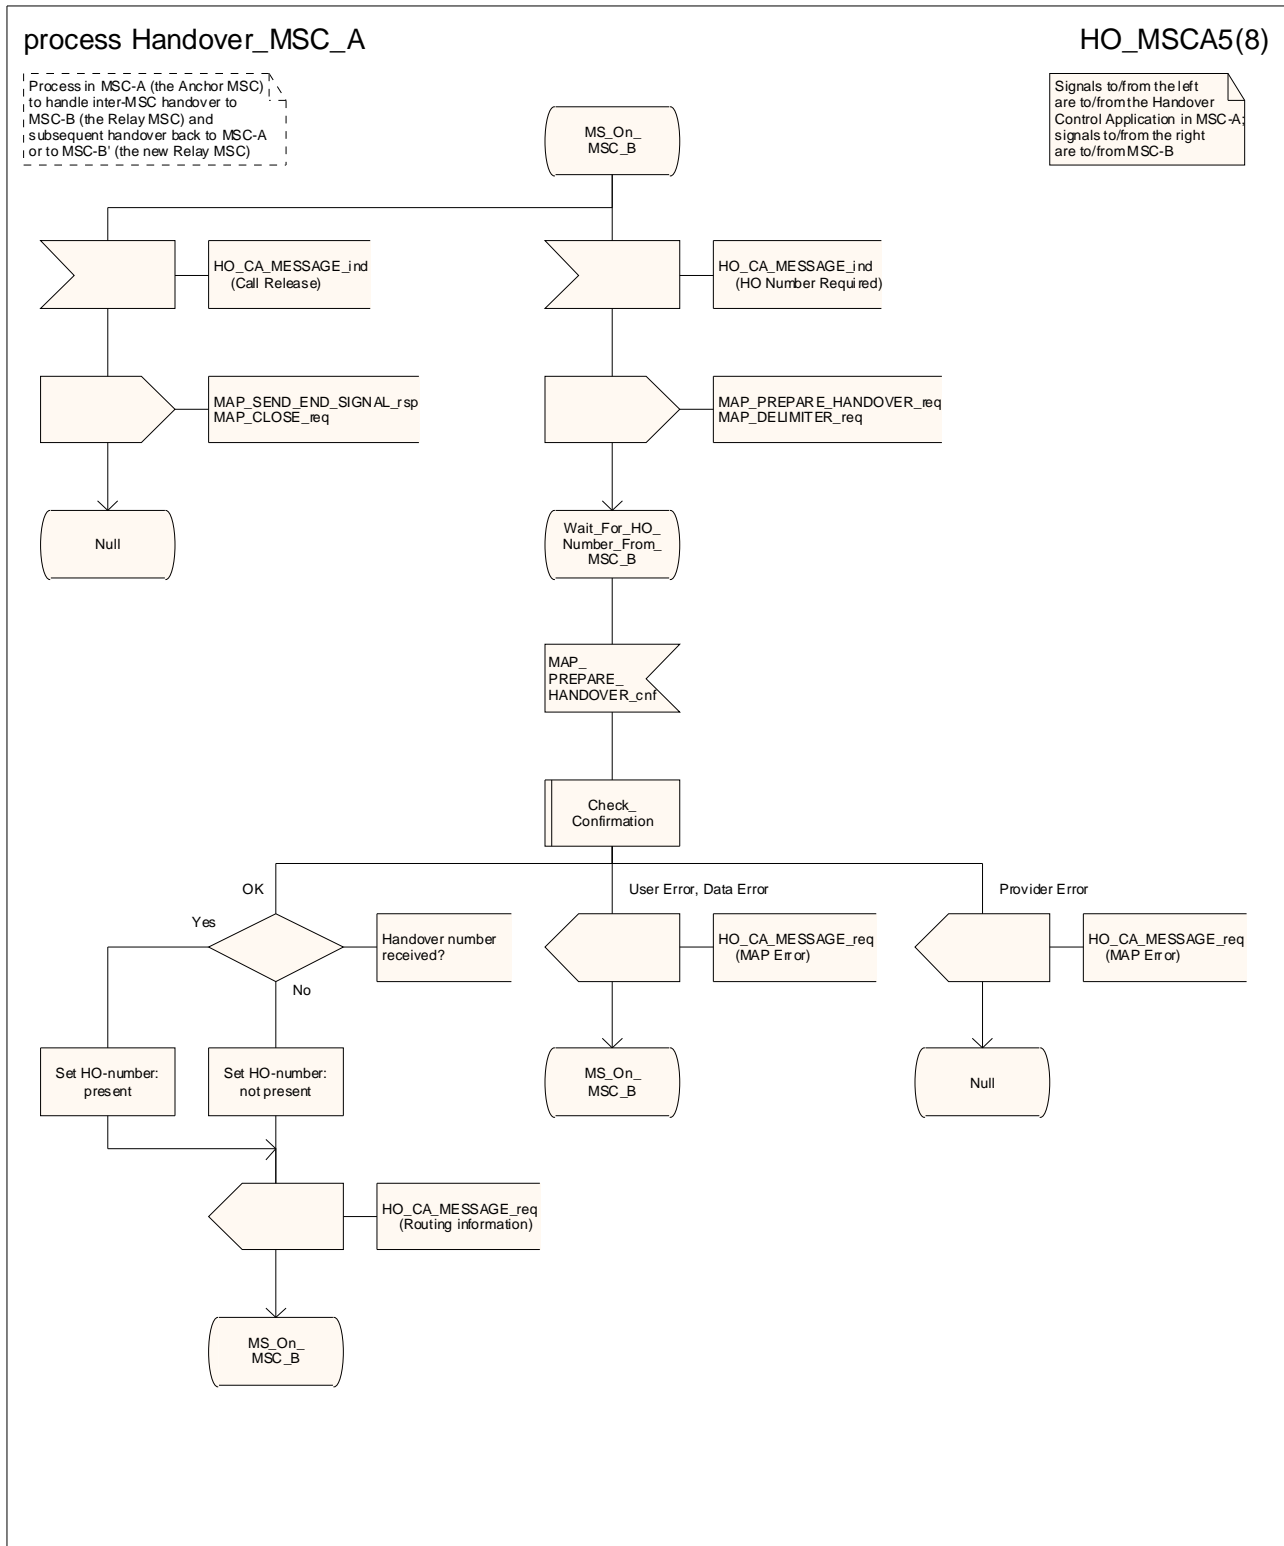 process Handover_MSC_A
HO_MSCA5(8)
Process in MSC-A (the Anchor MSC)
to handle inter-MSC handover to
MSC-B (the Relay MSC) and
subsequent handover back to MSC-A
or to MSC-B' (the new Relay MSC)
Signals to/from the left
are to/from the Handover
Control Application in MSC-A;
signals to/from the right
are to/from MSC-B
MS_On_
MSC_B
HO_CA_MESSAGE_ind
(Call Release)
HO_CA_MESSAGE_ind
(HO Number Required)
MAP_SEND_END_SIGNAL_rsp
MAP_CLOSE_req
MAP_PREPARE_HANDOVER_req
MAP_DELIMITER_req
Null
Wait_For_HO_
Number_From_
MSC_B
MAP_
PREPARE_
HANDOVER_cnf
Check_
Confirmation
OK
User Error, Data Error
Provider Error
Yes
Handover number
received?
No
HO_CA_MESSAGE_req
(MAP Error)
HO_CA_MESSAGE_req
(MAP Error)
Set HO-number:
present
Set HO-number:
not present
MS_On_
MSC_B
Null
HO_CA_MESSAGE_req
(Routing information)
MS_On_
MSC_B